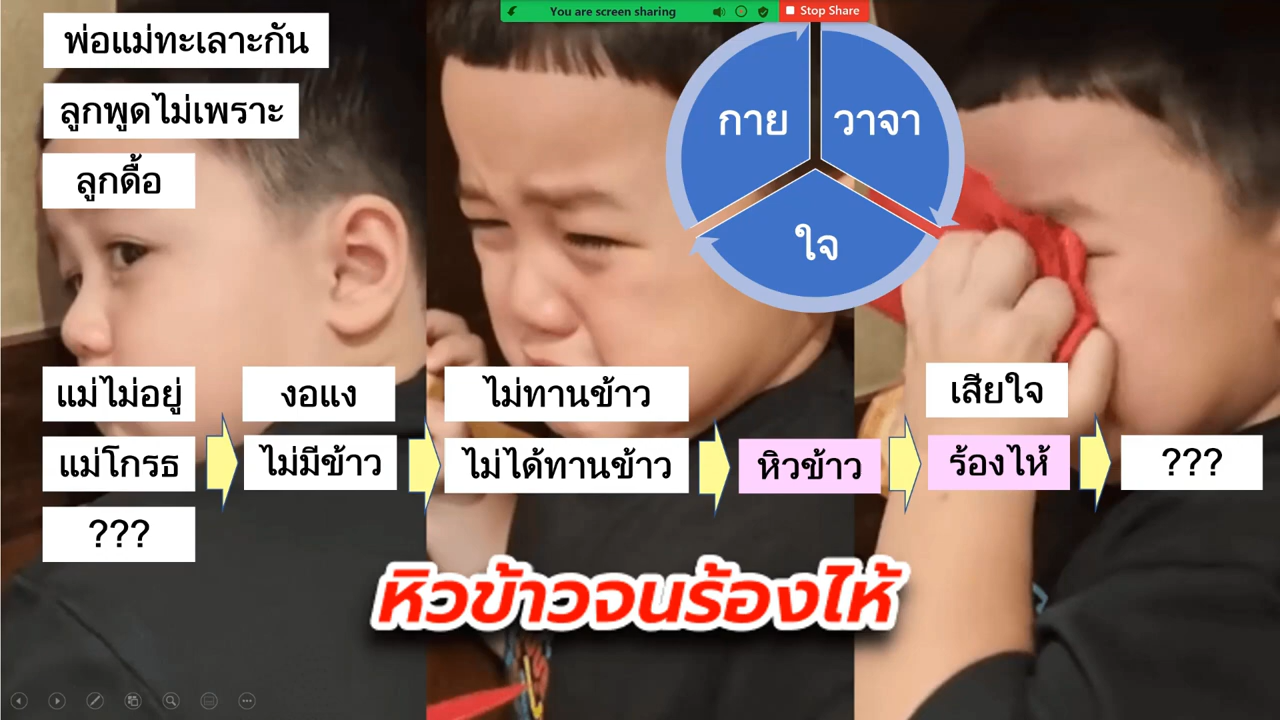 You are screen sharing
Stop Share
พ่อแม่ทะเลาะกัน
ลูกพูดไม่เพราะ
ลูกดื้อ
กาย
วาจา
ใจ
แม่ไม่อยู่
งอแง
ไม่ทานข้าว
เสียใจ
แม่โกรธ
ไม่มีข้าว
ไม่ได้ทานข้าว
หิวข้าว
ร้องไห้
???
???
หิวข้าวจนร้องไห้